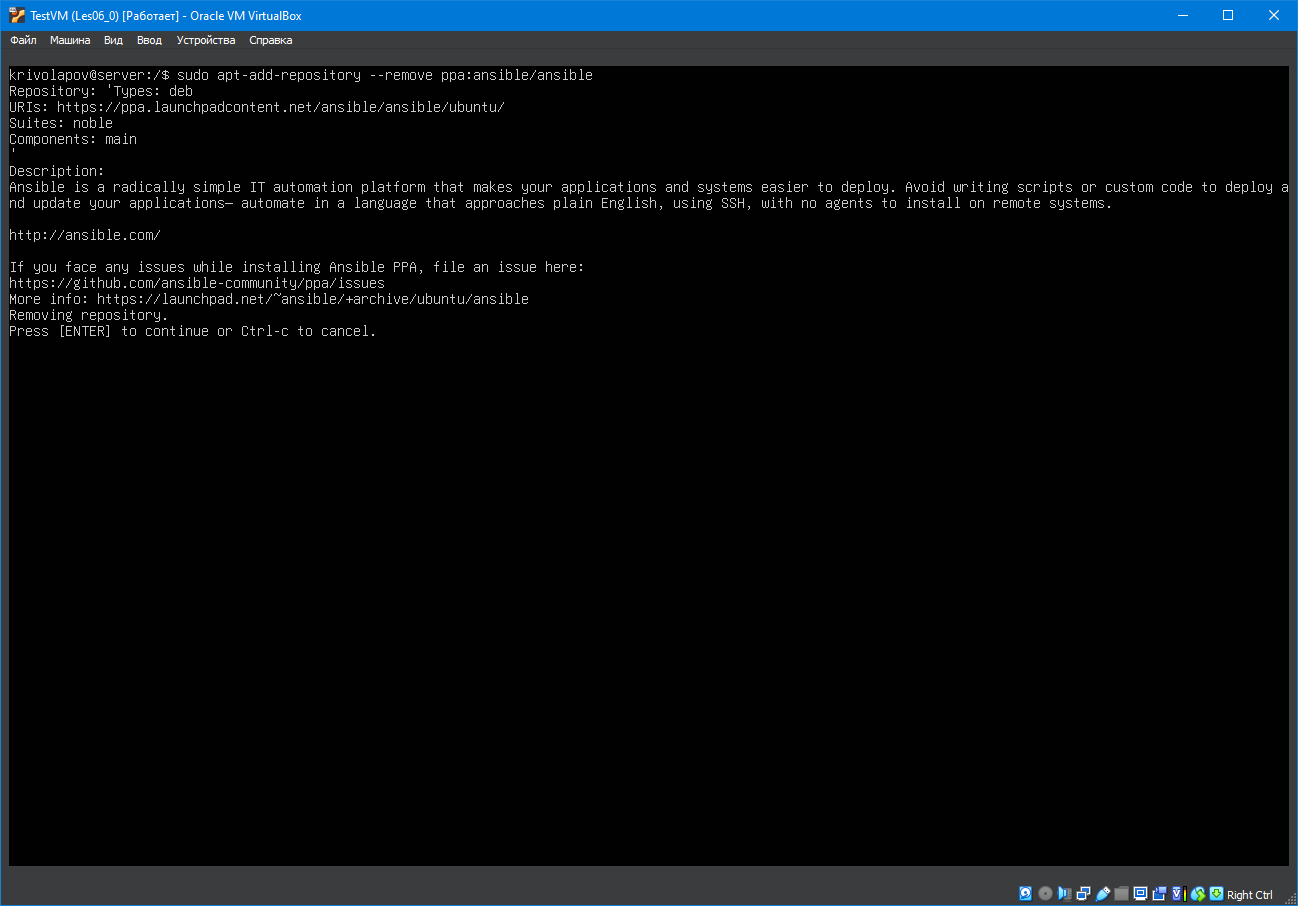 TestVM (Les06_0) [Работает] - Oracle VM VirtualBox
Файл Машина Вид Ввод Устройства Справка
krivolapov@server:/$ sudo apt-add-repository --remove ppa:ansible/ansible
Repository: 'Types: deb
URIs: https://ppa.launchpadcontent.net/ansible/ansible/ubuntu/
Suites: noble
Components: main
'
Description:
Ansible is a radically simple IT automation platform that makes your applications and systems easier to deploy. Avoid writing scripts or custom code to deploy a
nd update your applications— automate in a language that approaches plain English, using SSH, with no agents to install on remote systems.
http://ansible.com/
If you face any issues while installing Ansible PPA, file an issue here:
https://github.com/ansible-community/ppa/issues
More info: https://launchpad.net/~ansible/+archive/ubuntu/ansible
Removing repository.
Press [ENTER] to continue or Ctrl-c to cancel.
Right Ctrl